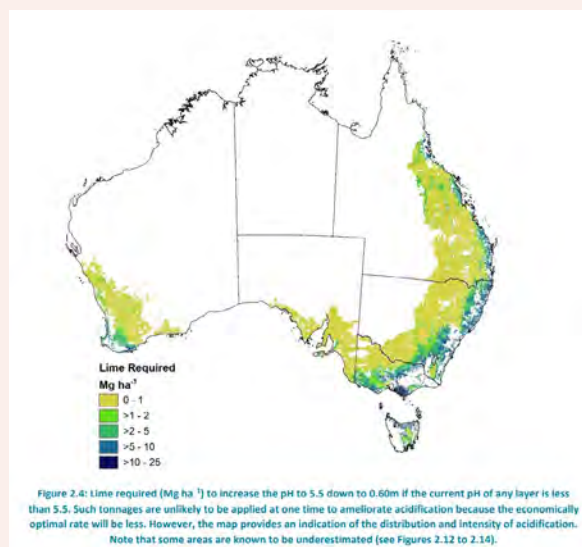 Lime Required
Mg ha⁻¹
0 - 1
>1 - 2
>2 - 5
>5 - 10
>10 - 25
Figure 2.4: Lime required (Mg ha⁻¹) to increase the pH to 5.5 down to 0.60m if the current pH of any layer is less
than 5.5. Such tonnages are unlikely to be applied at one time to ameliorate acidification because the economically
optimal rate will be less. However, the map provides an indication of the distribution and intensity of acidification.
Note that some areas are known to be underestimated (see Figures 2.12 to 2.14).